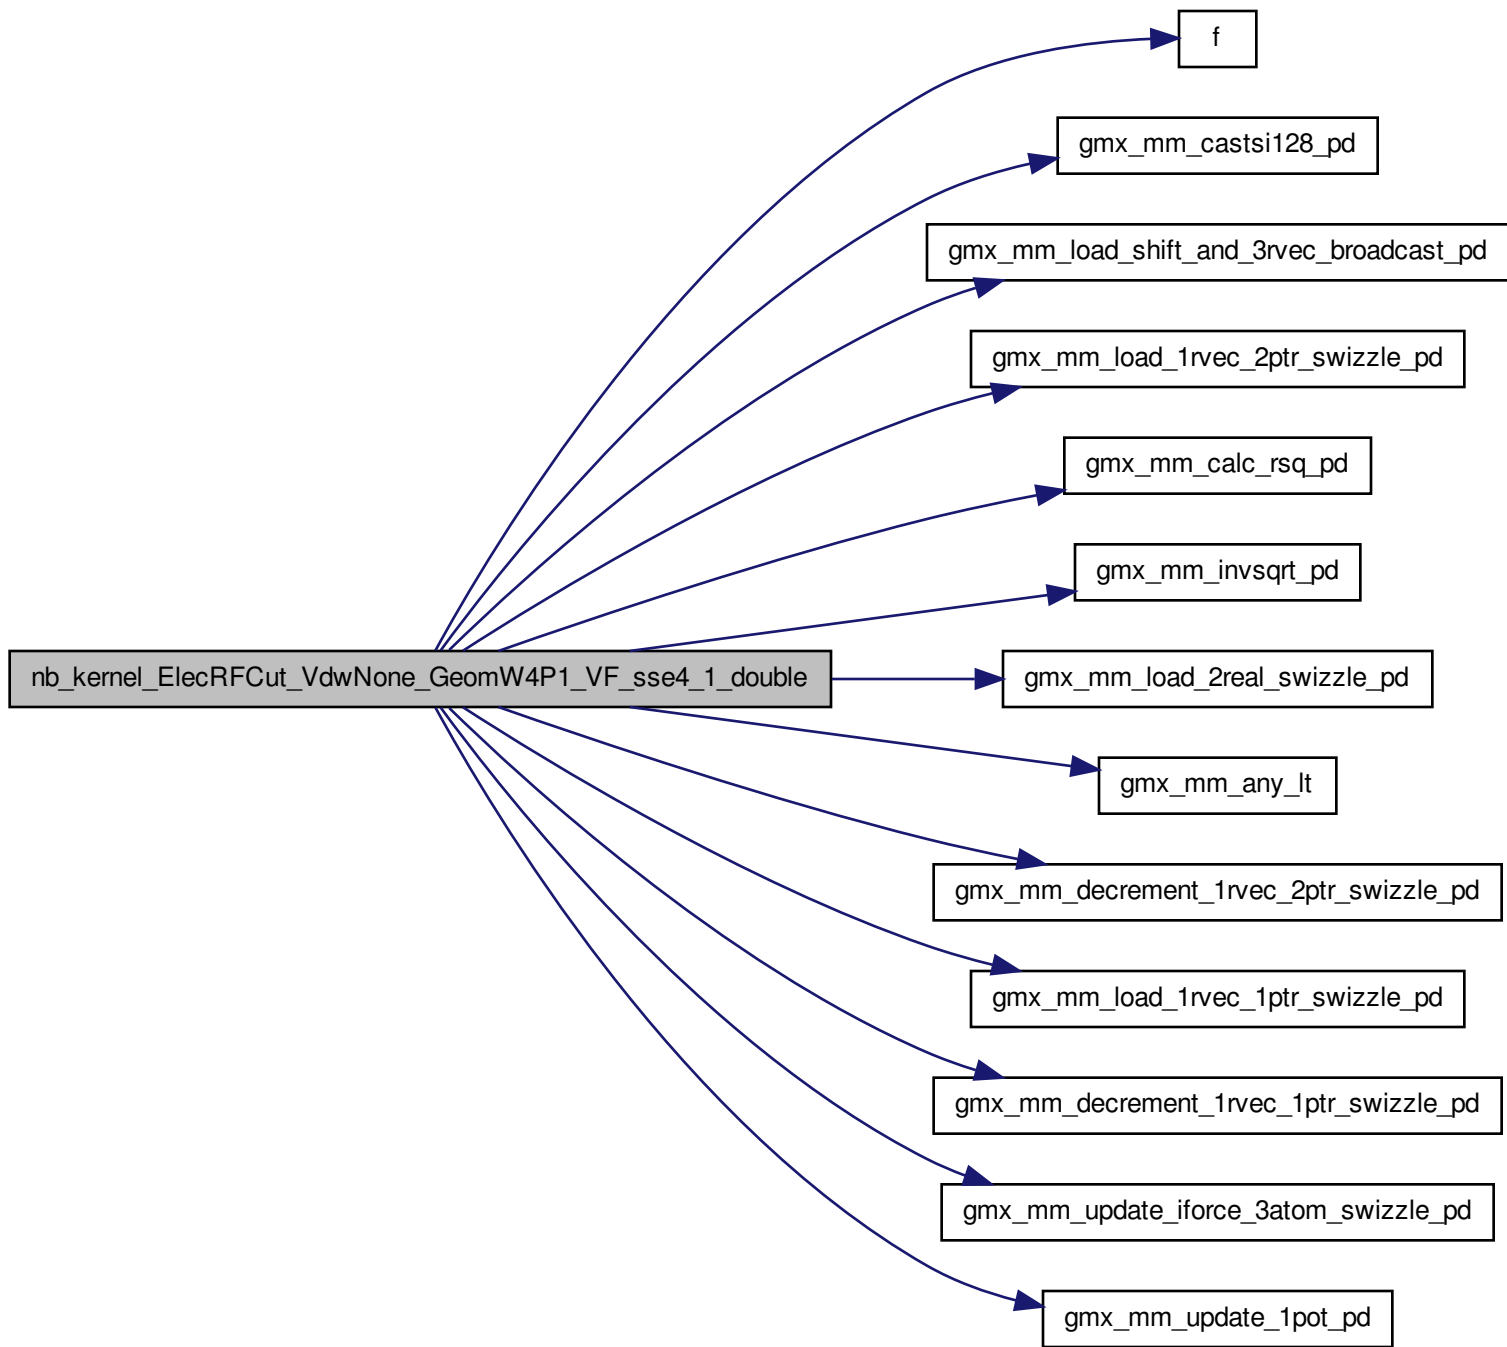 f
gmx_mm_castsi128_pd
gmx_mm_load_shift_and_3rvec_broadcast_pd
gmx_mm_load_1rvec_2ptr_swizzle_pd
gmx_mm_calc_rsq_pd
gmx_mm_invsqrt_pd
nb_kernel_ElecRFCut_VdwNone_GeomW4P1_VF_sse4_1_double
gmx_mm_load_2real_swizzle_pd
gmx_mm_any_lt
gmx_mm_decrement_1rvec_2ptr_swizzle_pd
gmx_mm_load_1rvec_1ptr_swizzle_pd
gmx_mm_decrement_1rvec_1ptr_swizzle_pd
gmx_mm_update_iforce_3atom_swizzle_pd
gmx_mm_update_1pot_pd